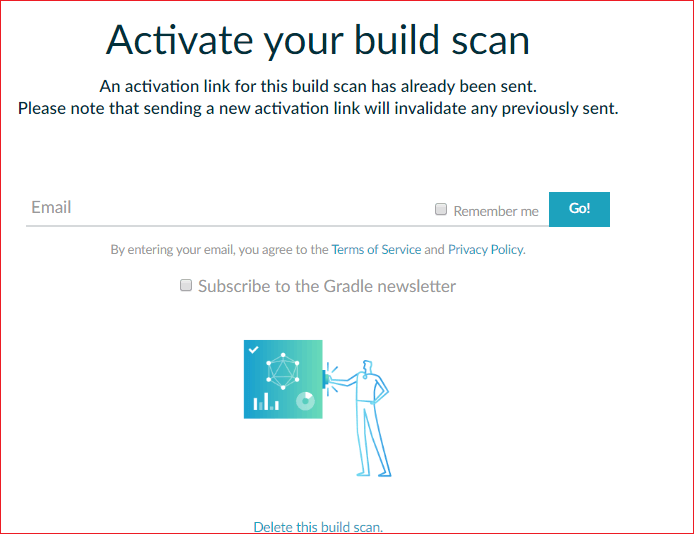 Activate your build scan
An activation link for this build scan has already been sent.
Please note that sending a new activation link will invalidate any previously sent.
Email
Remember me
Go!
By entering your email, you agree to the Terms of Service and Privacy Policy.
Subscribe to the Gradle newsletter
Delete this build scan.